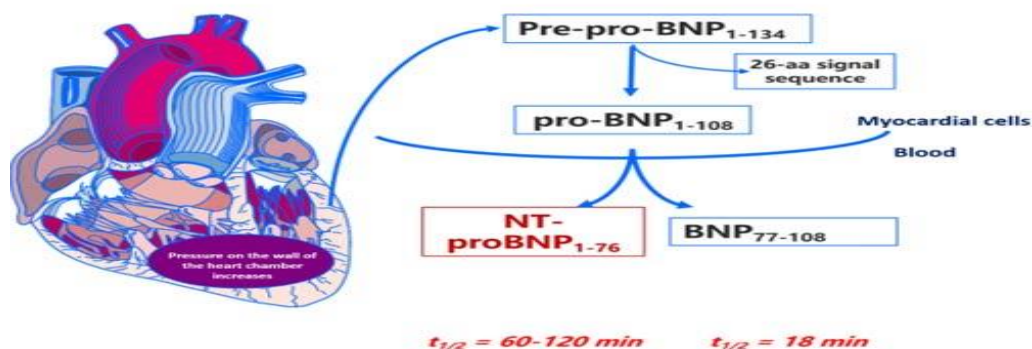 Pre-pro-BNP1-134
26-aa signal
sequence
pro-BNP1-108
Myocardial cells
Blood
NT-
proBNP1-76
BNP77-108
Pressure on the wall of
the heart chamber
increases
t1/2 = 60-120 min
t1/2 = 18 min